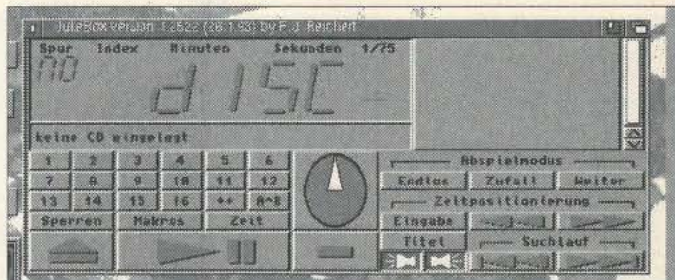 JukeBox version 1.2522 (28.1.93) by F.J. Reichert
Spur Index Minuten Sekunden 1/75
no disc
keine CD eingelegt
1 2 3 4 5 6
7 8 9 10 11 12
13 14 15 16 ++ A~B
Sperren Makros Zeit
Abspielmodus
Endlos Zufall Weiter
Zeitpositionierung
Eingabe
Titel Suchlauf